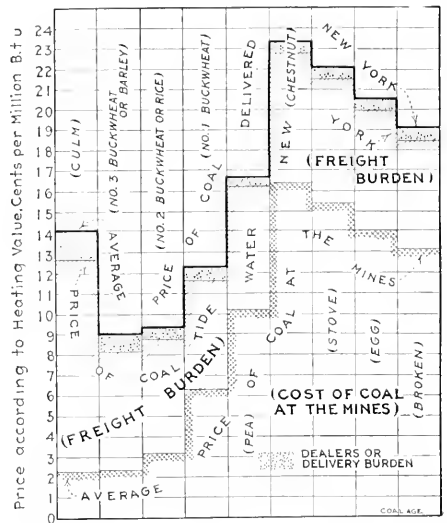 Price according to Heating Value, Cents per Million B.t.u
24
23
22
21
20
19
18
17
16
15
14
13
12
11
10
9
8
7
6
5
4
3
2
1
0
(CULM)
(NO. 3 BUCKWHEAT
OR BARLEY)
(NO. 2 BUCKWHEAT OR RICE)
(NO. 1 BUCKWHEAT)
(PEA)
(CHESTNUT)
(STOVE)
(EGG)
(BROKEN)
AVERAGE PRICE OF COAL DELIVERED NEW YORK
PRICE OF COAL TIDE WATER NEW YORK
AVERAGE PRICE OF COAL AT THE MINES
(FREIGHT BURDEN)
(FREIGHT
BURDEN)
(COST OF COAL
AT THE MINES)
DEALERS OR
DELIVERY BURDEN
COAL AGE